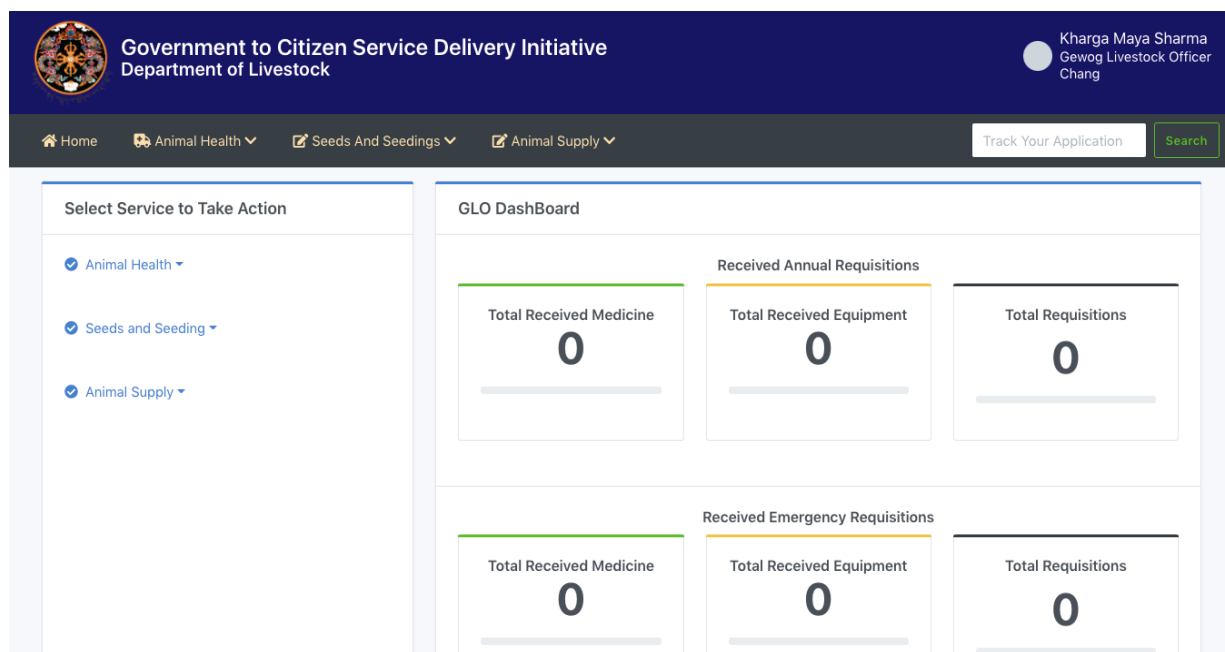 Government to Citizen Service Delivery Initiative
Department of Livestock
Kharga Maya Sharma
Gewog Livestock Officer
Chang
Home Animal Health Seeds And Seedings Animal Supply Track Your Application Search
Select Service to Take Action
Animal Health
Seeds and Seeding
Animal Supply
GLO DashBoard
Received Annual Requisitions
Total Received Medicine Total Received Equipment Total Requisitions
0 0 0
Received Emergency Requisitions
Total Received Medicine Total Received Equipment Total Requisitions
0 0 0